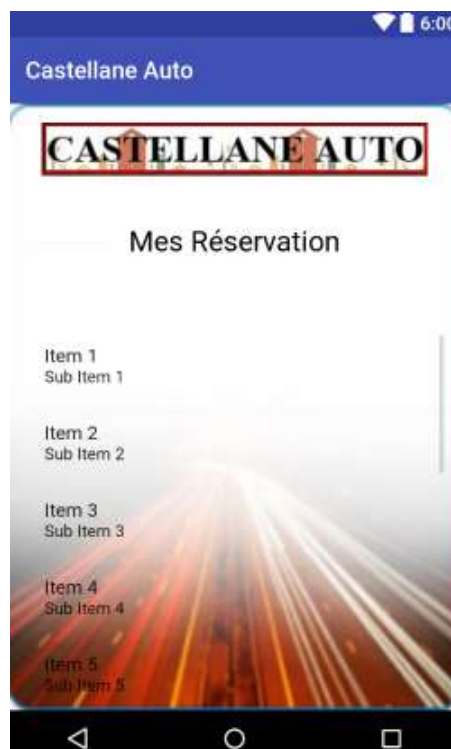 6:00
Castellane Auto
CASTELLANE AUTO
Mes Réservation
Item 1
Sub Item 1
Item 2
Sub Item 2
Item 3
Sub Item 3
Item 4
Sub Item 4
Item 5
Sub Item 5